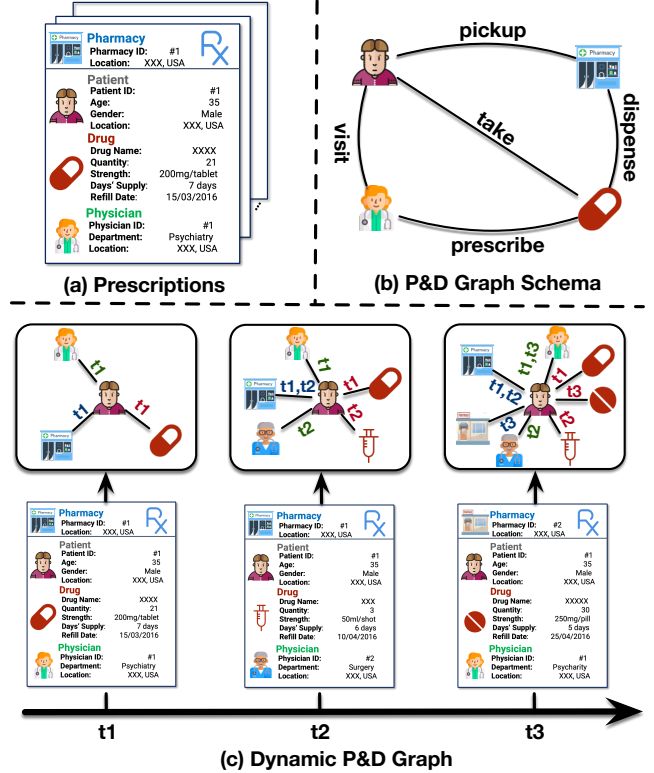 Pharmacy
Pharmacy ID: #1
Location: XXX, USA
Rx
Patient
Patient ID: #1
Age: 35
Gender: Male
Location: XXX, USA
Drug
Drug Name: XXXX
Quantity: 21
Strength: 200mg/tablet
Days' Supply: 7 days
Refill Date: 15/03/2016
Physician
Physician ID: #1
Department: Psychiatry
Location: XXX, USA
(a) Prescriptions
pickup
dispense
take
visit
prescribe
(b) P&D Graph Schema
t1
t1
t1
t1
t1,t2
t1
t2
t2
t1,t3
t1
t1,t2
t3
t3
t2
t2
Pharmacy
Pharmacy ID: #1
Location: XXX, USA
Rx
Patient
Patient ID: #1
Age: 35
Gender: Male
Location: XXX, USA
Drug
Drug Name: XXXX
Quantity: 21
Strength: 200mg/tablet
Days' Supply: 7 days
Refill Date: 15/03/2016
Physician
Physician ID: #1
Department: Psychiatry
Location: XXX, USA
Pharmacy
Pharmacy ID: #1
Location: XXX, USA
Rx
Patient
Patient ID: #1
Age: 35
Gender: Male
Location: XXX, USA
Drug
Drug Name: XXX
Quantity: 3
Strength: 50ml/shot
Days' Supply: 6 days
Refill Date: 10/04/2016
Physician
Physician ID: #2
Department: Surgery
Location: XXX, USA
Pharmacy
Pharmacy ID: #2
Location: XXX, USA
Rx
Patient
Patient ID: #1
Age: 35
Gender: Male
Location: XXX, USA
Drug
Drug Name: XXXXX
Quantity: 30
Strength: 250mg/pill
Days' Supply: 5 days
Refill Date: 25/04/2016
Physician
Physician ID: #1
Department: Psycharity
Location: XXX, USA
t1
t2
t3
(c) Dynamic P&D Graph